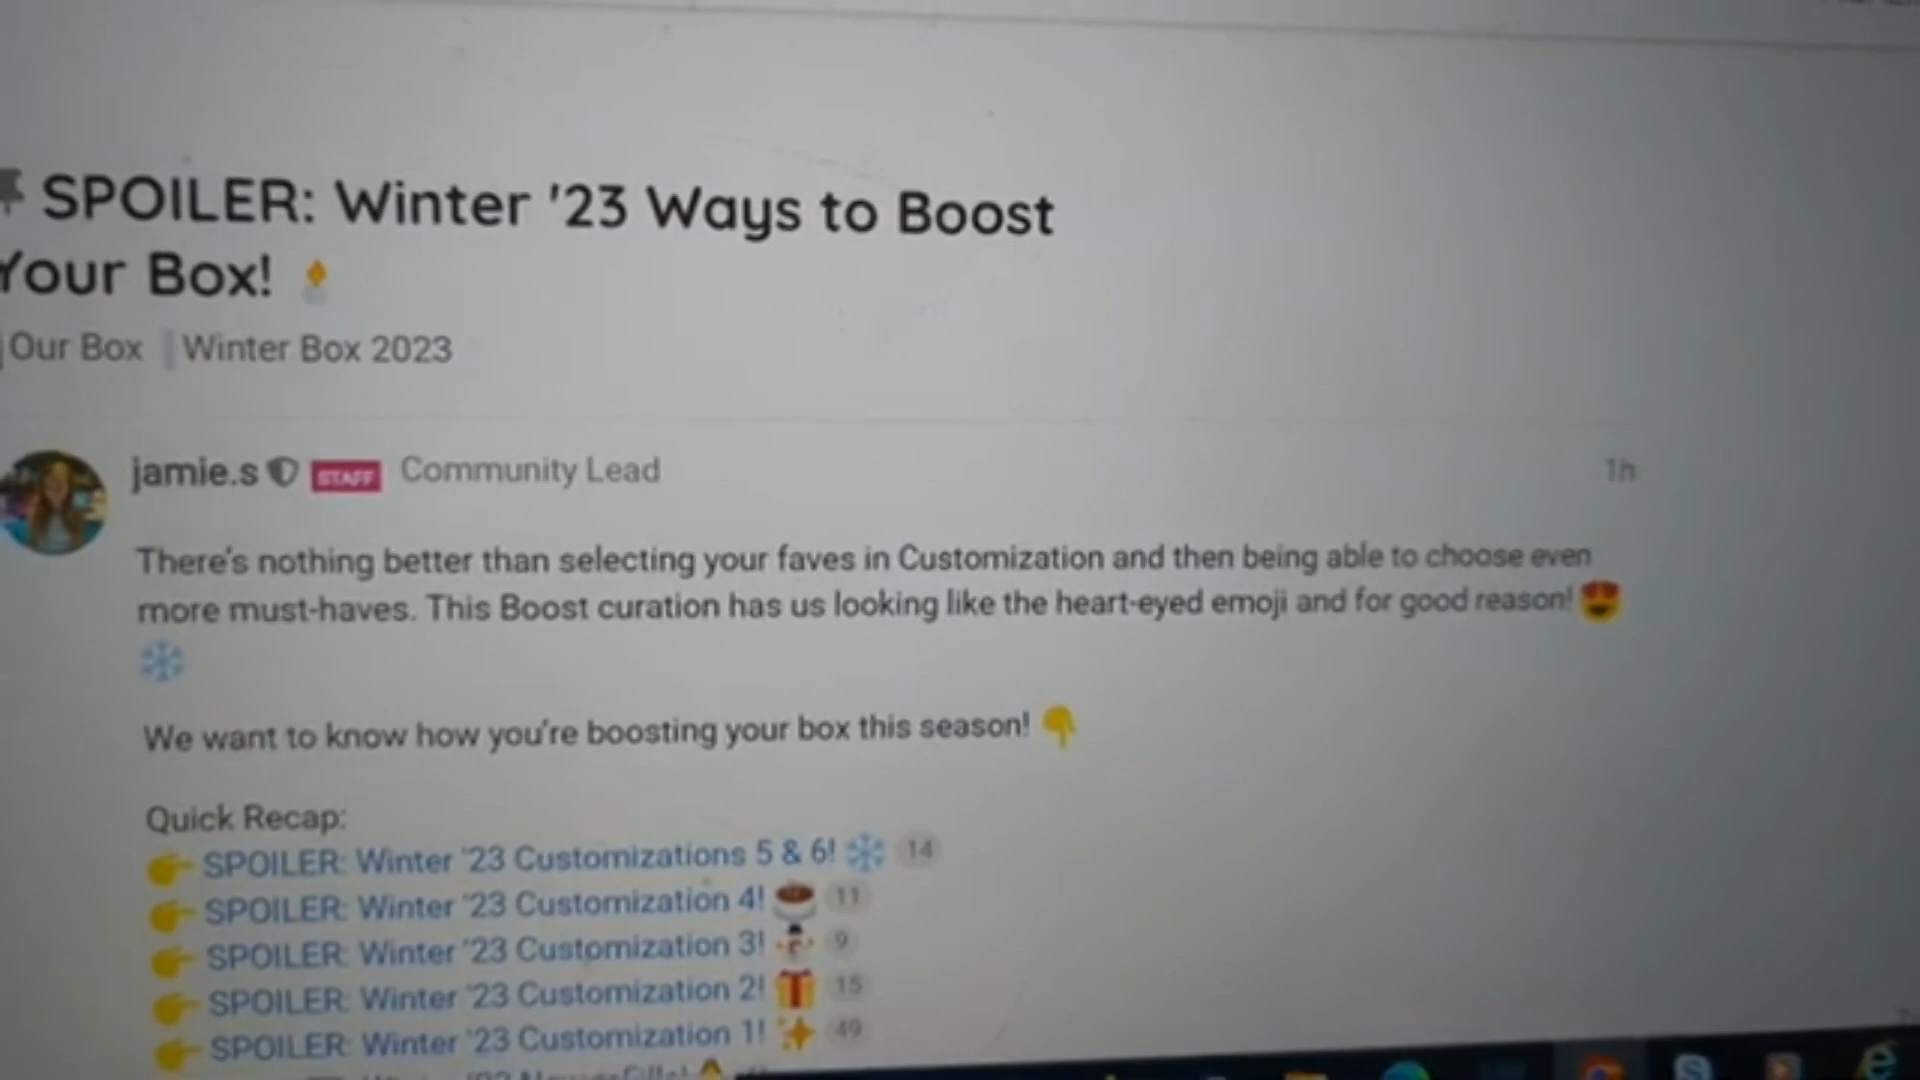 SPOILER: Winter '23 Ways to Boost
Your Box!
Our Box Winter Box 2023
jamie.s STAFF Community Lead 1h
There's nothing better than selecting your faves in Customization and then being able to choose even
more must-haves. This Boost curation has us looking like the heart-eyed emoji and for good reason! 😍
❄️
We want to know how you're boosting your box this season! 👇
Quick Recap:
👉 SPOILER: Winter '23 Customizations 5 & 6! ❄️ 14
👉 SPOILER: Winter '23 Customization 4! ☕ 11
👉 SPOILER: Winter '23 Customization 3! 9
👉 SPOILER: Winter '23 Customization 2! 🎁 15
👉 SPOILER: Winter '23 Customization 1! ✨ 49